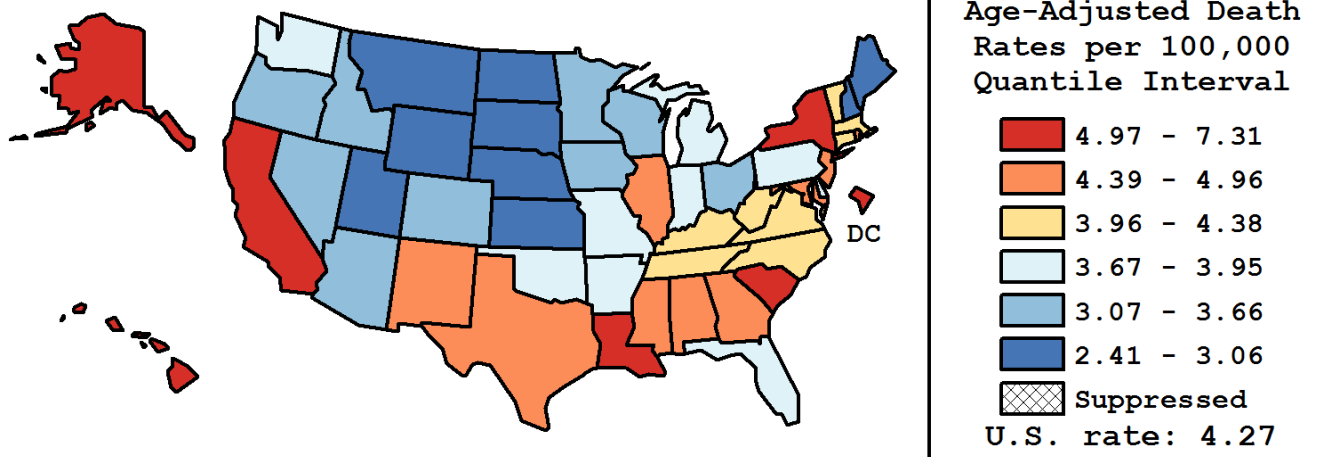 Age-Adjusted Death
Rates per 100,000
Quantile Interval
4.97 - 7.31
4.39 - 4.96
3.96 - 4.38
3.67 - 3.95
3.07 - 3.66
2.41 - 3.06
Suppressed
U.S. rate: 4.27
DC